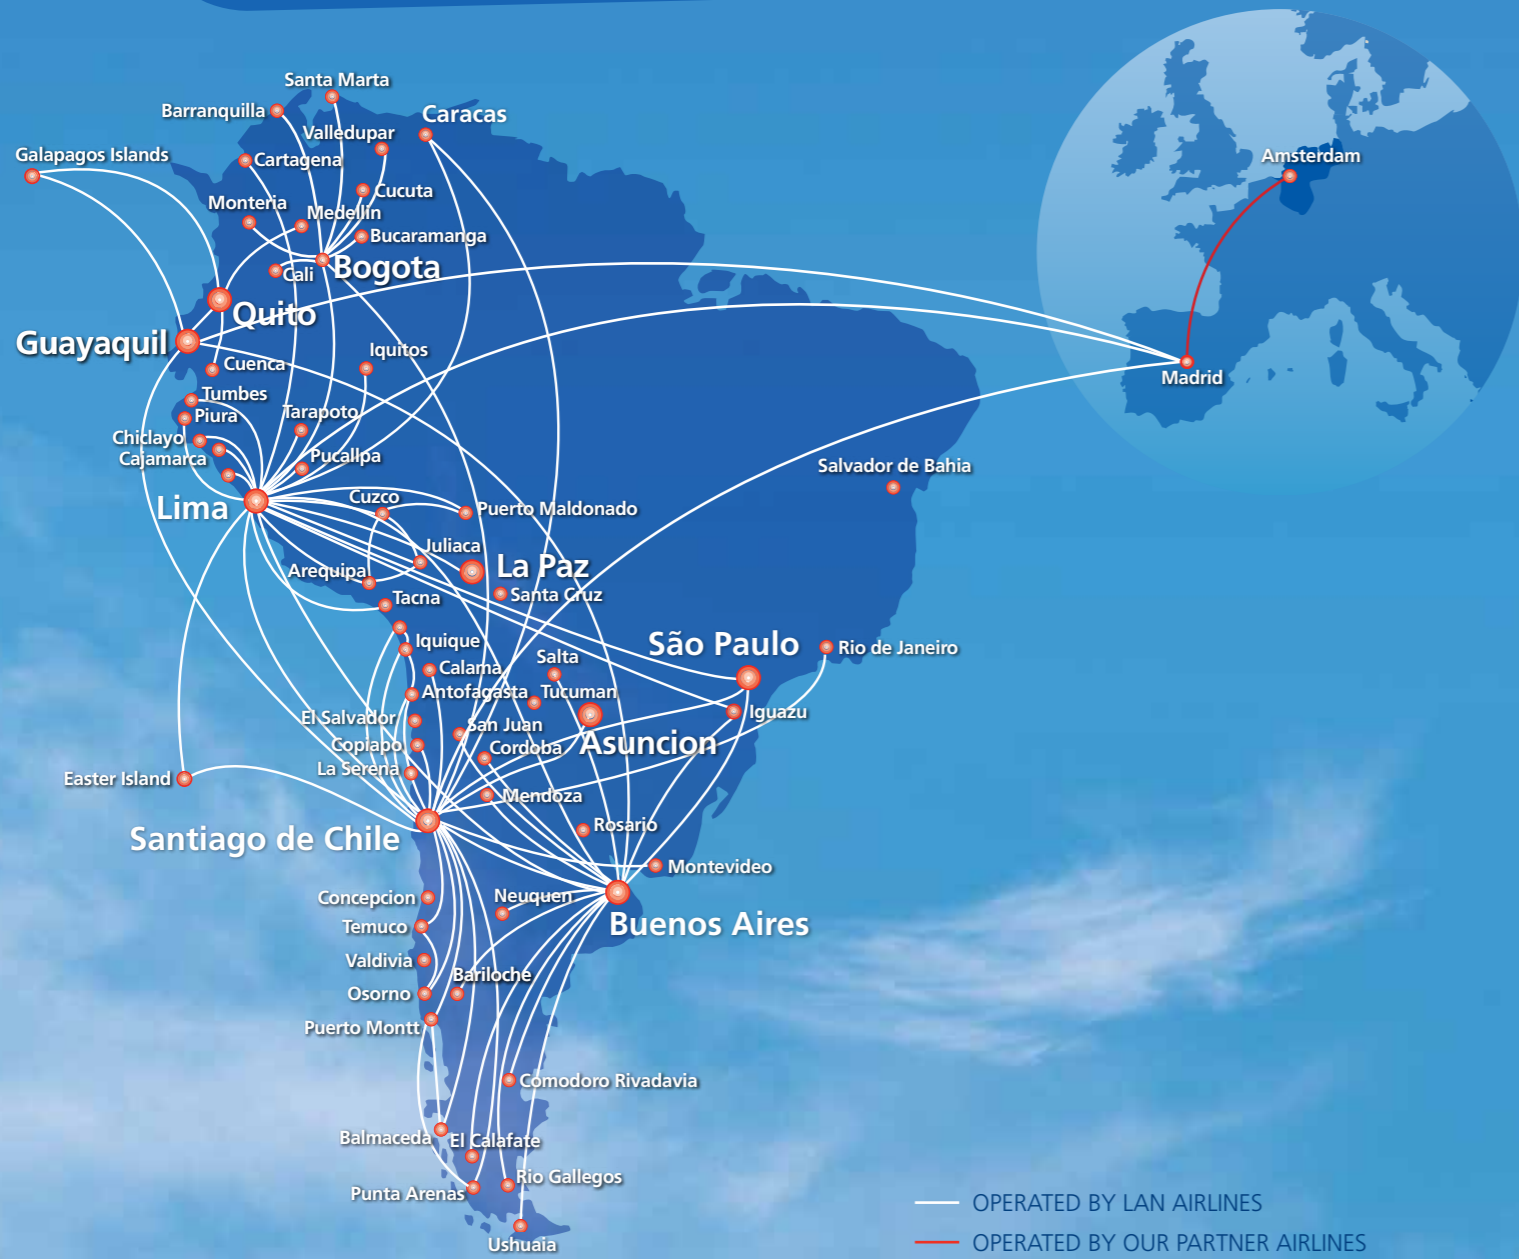 Santa Marta
Barranquilla
Caracas
Valledupar
Galapagos Islands
Cartagena
Amsterdam
Cucuta
Monteria
Medellin
Bucaramanga
Bogota
Cali
Quito
Guayaquil
Iquitos
Cuenca
Madrid
Tumbes
Piura
Tarapoto
Chiclayo
Cajamarca
Pucallpa
Salvador de Bahia
Cuzco
Lima
Puerto Maldonado
Juliaca
La Paz
Arequipa
Santa Cruz
Tacna
Iquique
São Paulo
Rio de Janeiro
Salta
Calama
Antofagasta
Tucuman
Iguazu
El Salvador
San Juan
Copiapo
Cordoba
Asuncion
La Serena
Easter Island
Mendoza
Rosario
Santiago de Chile
Montevideo
Concepcion
Neuquen
Temuco
Buenos Aires
Valdivia
Bariloche
Osorno
Puerto Montt
Comodoro Rivadavia
Balmaceda
El Calafate
Rio Gallegos
Punta Arenas
Ushuaia
OPERATED BY LAN AIRLINES
OPERATED BY OUR PARTNER AIRLINES